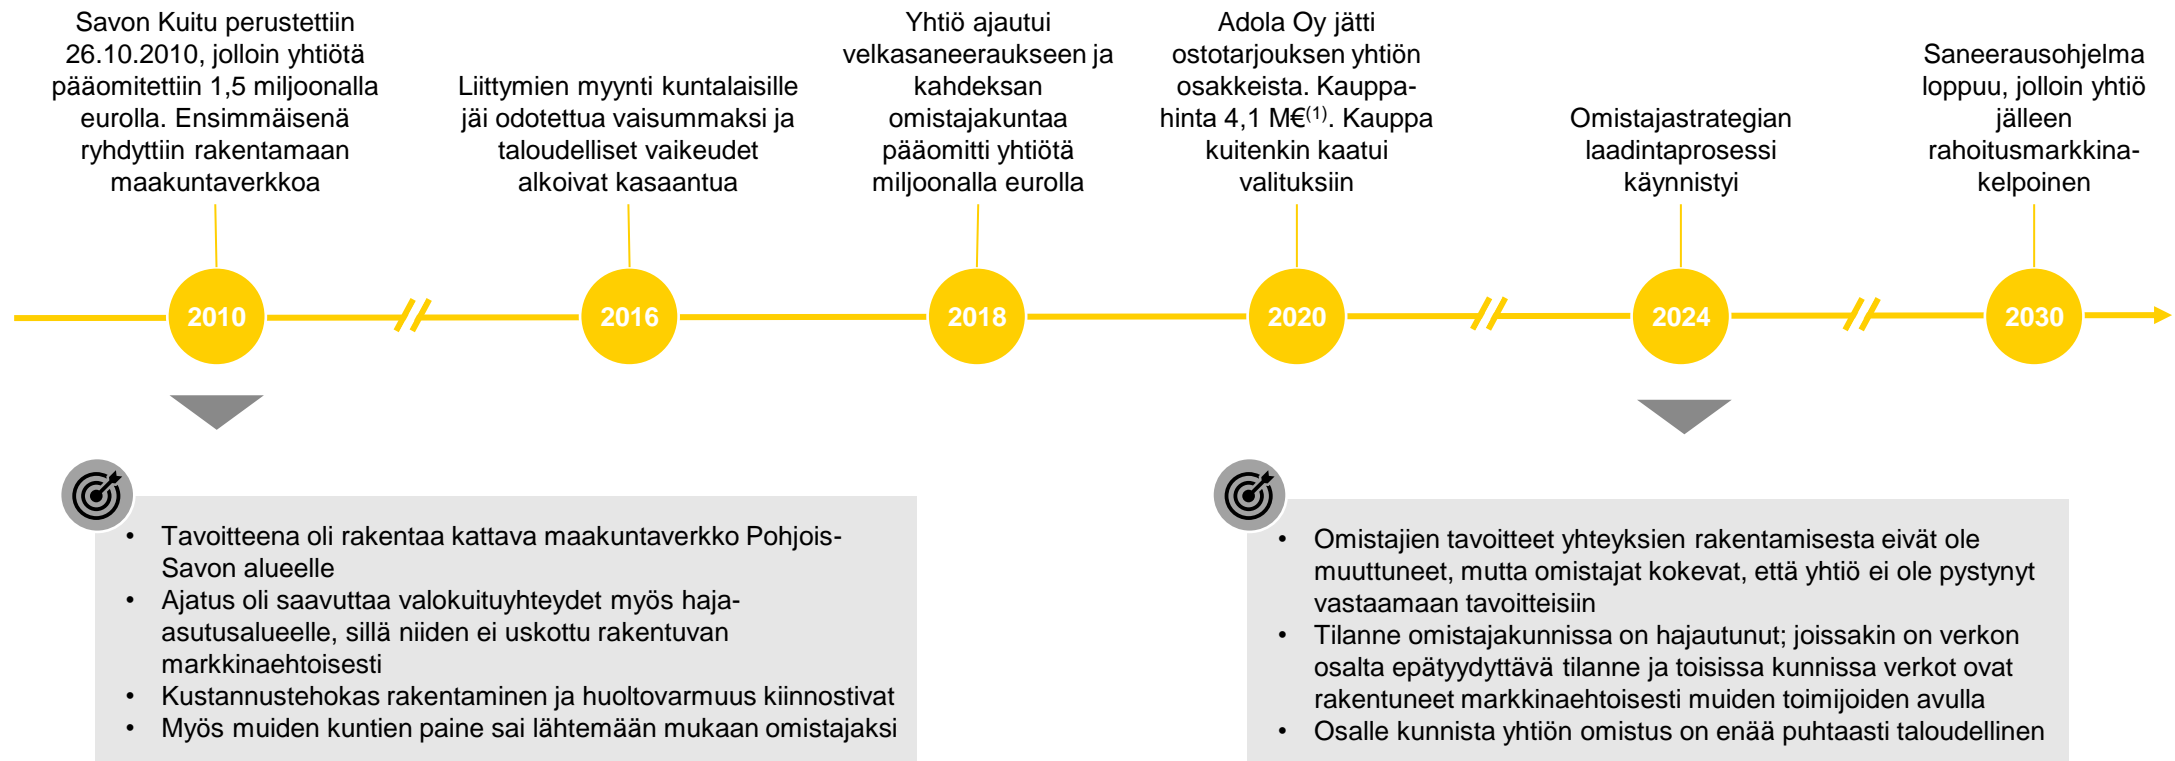 Savon Kuitu perustettiin
26.10.2010, jolloin yhtiötä
pääomitettiin 1,5 miljoonalla
eurolla. Ensimmäisenä
ryhdyttiin rakentamaan
maakuntaverkkoa
Liittymien myynti kuntalaisille
jäi odotettua vaisummaksi ja
taloudelliset vaikeudet
alkoivat kasaantua
Yhtiö ajautui
velkasaneeraukseen ja
kahdeksan
omistajakuntaa
pääomitti yhtiötä
miljoonalla eurolla
Adola Oy jätti
ostotarjouksen yhtiön
osakkeista. Kauppa-
hinta 4,1 M€(1). Kauppa
kuitenkin kaatui
valituksiin
Omistajastrategian
laadintaprosessi
käynnistyi
Saneerausohjelma
loppuu, jolloin yhtiö
jälleen
rahoitusmarkkina-
kelpoinen
2010
2016
2018
2020
2024
2030
• Tavoitteena oli rakentaa kattava maakuntaverkko Pohjois-
Savon alueelle
• Ajatus oli saavuttaa valokuituyhteydet myös haja-
asutusalueelle, sillä niiden ei uskottu rakentuvan
markkinaehtoisesti
• Kustannustehokas rakentaminen ja huoltovarmuus kiinnostivat
• Myös muiden kuntien paine sai lähtemään mukaan omistajaksi
• Omistajien tavoitteet yhteyksien rakentamisesta eivät ole
muuttuneet, mutta omistajat kokevat, että yhtiö ei ole pystynyt
vastaamaan tavoitteisiin
• Tilanne omistajakunnissa on hajautunut; joissakin on verkon
osalta epätyydyttävä tilanne ja toisissa kunnissa verkot ovat
rakentuneet markkinaehtoisesti muiden toimijoiden avulla
• Osalle kunnista yhtiön omistus on enää puhtaasti taloudellinen